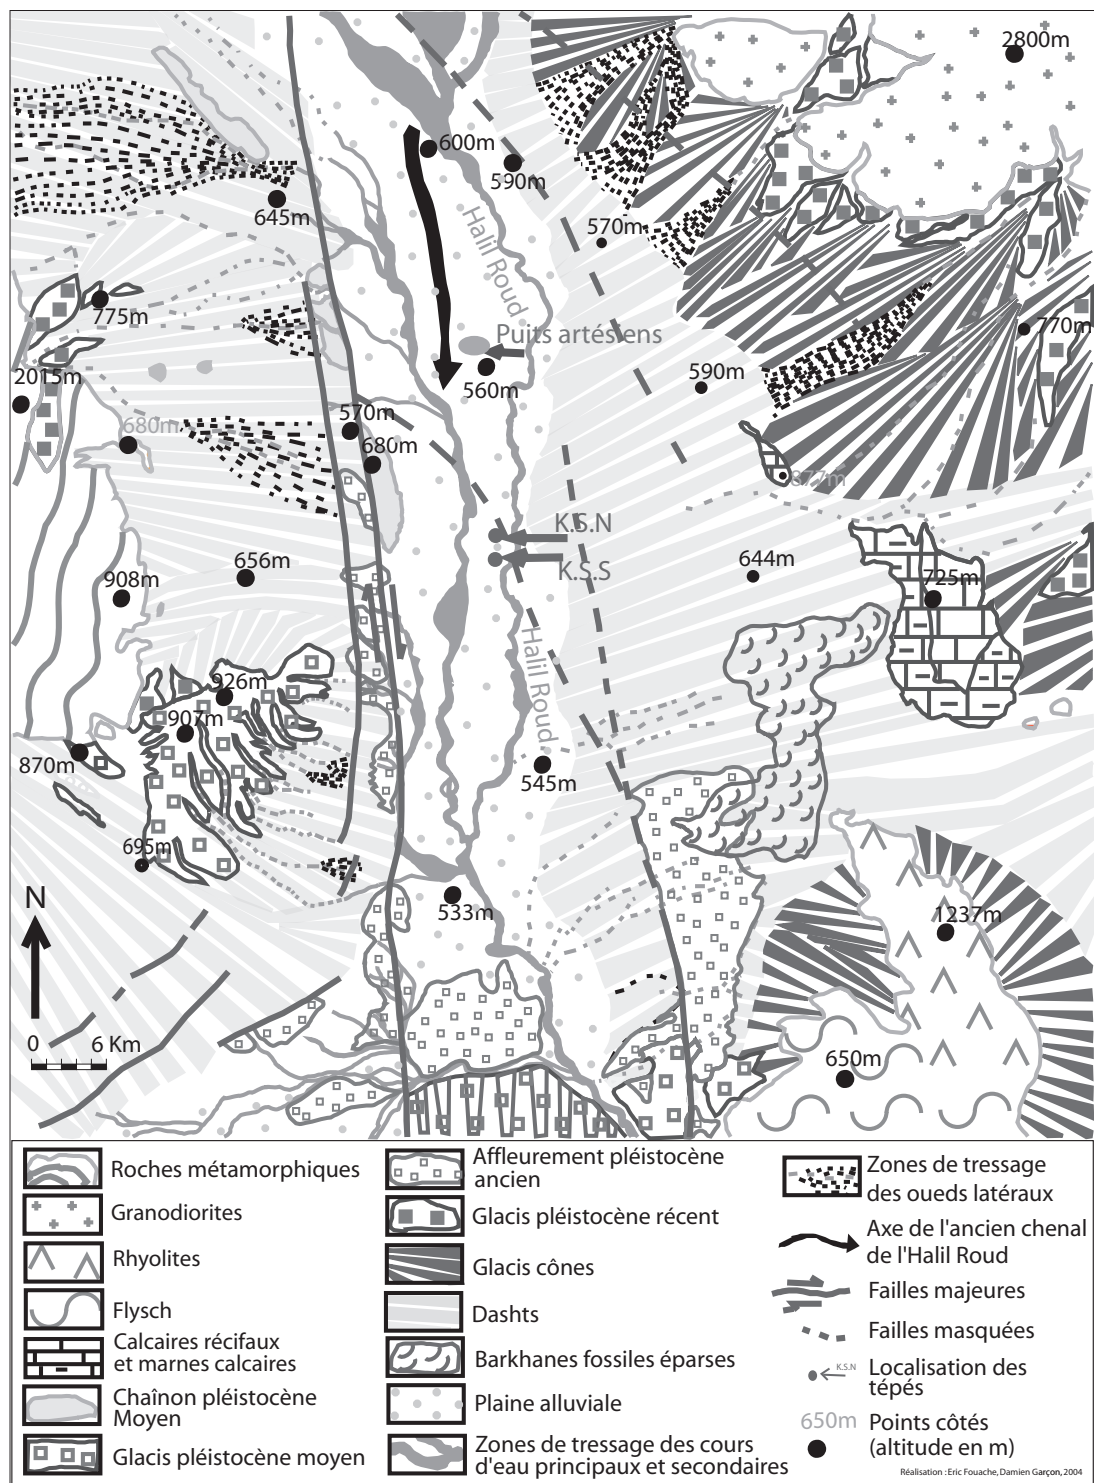 2800m
600m
590m
645m
570m
Halil Roud
775m
770m
Puits artésiens
2015m
560m
590m
570m
680m
680m
877m
K.S.N
K.S.S
644m
656m
725m
908m
926m
Halil Roud
907m
870m
545m
695m
N
533m
1237m
0 6 Km
650m
Roches métamorphiques
Granodiorites
Rhyolites
Flysch
Calcaires récifaux
et marnes calcaires
Chaînon pléistocène
Moyen
Glacis pléistocène moyen
Affleurement pléistocène
ancien
Glacis pléistocène récent
Glacis cônes
Dashts
Barkhanes fossiles éparses
Plaine alluviale
Zones de tressage des cours
d'eau principaux et secondaires
Zones de tressage
des oueds latéraux
Axe de l'ancien chenal
de l'Halil Roud
Failles majeures
Failles masquées
K.S.N
Localisation des
tépés
650m
Points côtés
(altitude en m)
Réalisation : Eric Fouache, Damien Garçon, 2004